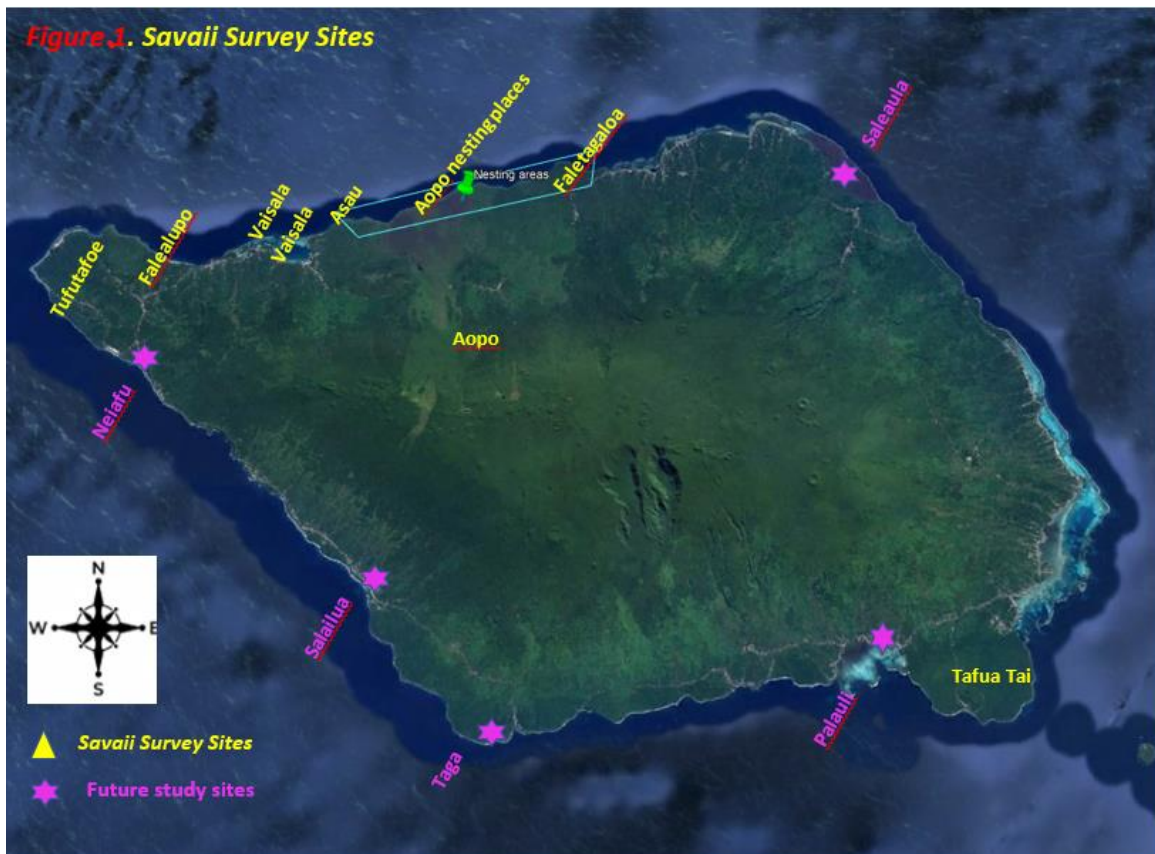 Figure 1. Savaii Survey Sites
Saleaula
Aopo nesting places
Nesting areas
Faletagaloa
Asau
Vaisala
Vaisala
Falealupo
Tufutafoe
Aopo
Neiafu
N
W E
S
Salailua
Tafua Tai
Palauli
Taga
Savaii Survey Sites
Future study sites